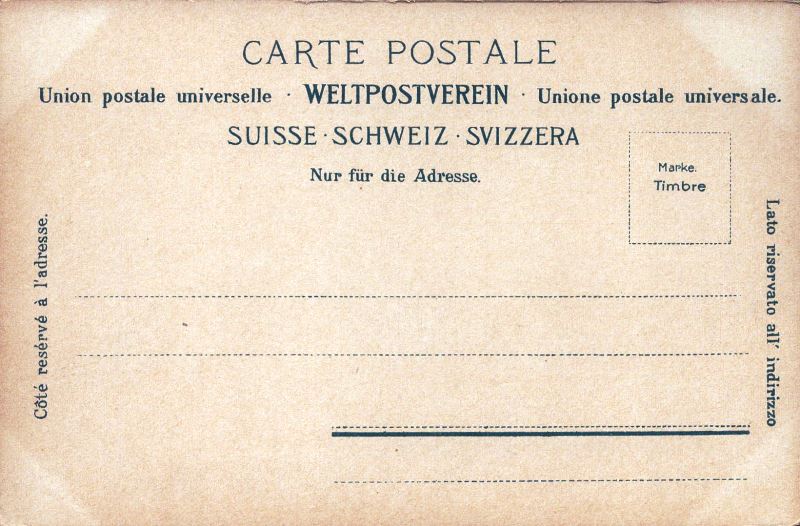 CARTE POSTALE
Union postale universelle · WELTPOSTVEREIN · Unione postale universale.
SUISSE · SCHWEIZ · SVIZZERA
Nur für die Adresse.
Marke.
Timbre
Côté resérvé à l'adresse.
Lato riservato all' indirizzo